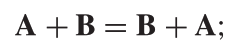 A + B = B + A;